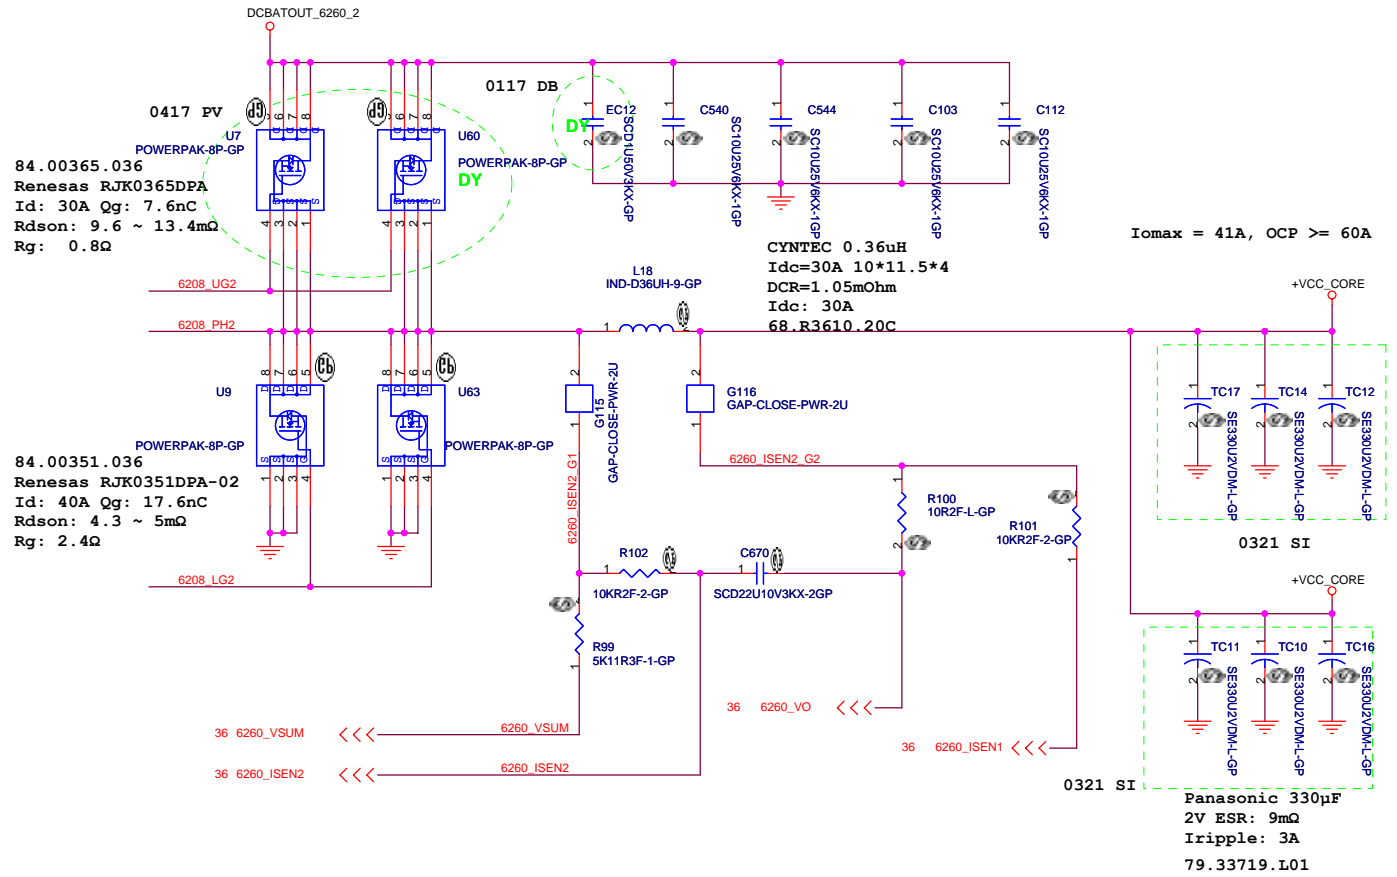 DCBATOUT_6260_2
0417 PV
0117 DB
U7
POWERPAK-8P-GP
U60
POWERPAK-8P-GP
DY
84.00365.036
Renesas RJK0365DPA
Id: 30A Qg: 7.6nC
Rdson: 9.6 ~ 13.4mΩ
Rg:  0.8Ω
EC12
DY
SCD1U50V3KX-GP
C540
SC10U25V6KX-1GP
C544
SC10U25V6KX-1GP
C103
SC10U25V6KX-1GP
C112
SC10U25V6KX-1GP
Iomax = 41A, OCP >= 60A
CYNTEC 0.36uH
Idc=30A 10*11.5*4
DCR=1.05mOhm
Idc: 30A
68.R3610.20C
L18
IND-D36UH-9-GP
6208_UG2
6208_PH2
+VCC_CORE
U9
POWERPAK-8P-GP
U63
POWERPAK-8P-GP
84.00351.036
Renesas RJK0351DPA-02
Id: 40A Qg: 17.6nC
Rdson: 4.3 ~ 5mΩ
Rg: 2.4Ω
6208_LG2
G115
GAP-CLOSE-PWR-2U
G116
GAP-CLOSE-PWR-2U
6260_ISEN2_G1
6260_ISEN2_G2
TC17
SE330U2VDM-L-GP
TC14
SE330U2VDM-L-GP
TC12
SE330U2VDM-L-GP
0321 SI
R100
10R2F-L-GP
R101
10KR2F-2-GP
R102
10KR2F-2-GP
C670
SCD22U10V3KX-2GP
R99
5K11R3F-1-GP
+VCC_CORE
TC11
SE330U2VDM-L-GP
TC10
SE330U2VDM-L-GP
TC16
SE330U2VDM-L-GP
36 6260_VO
36 6260_VSUM
6260_VSUM
36 6260_ISEN1
36 6260_ISEN2
6260_ISEN2
0321 SI
Panasonic 330µF
2V ESR: 9mΩ
Iripple: 3A
79.33719.L01